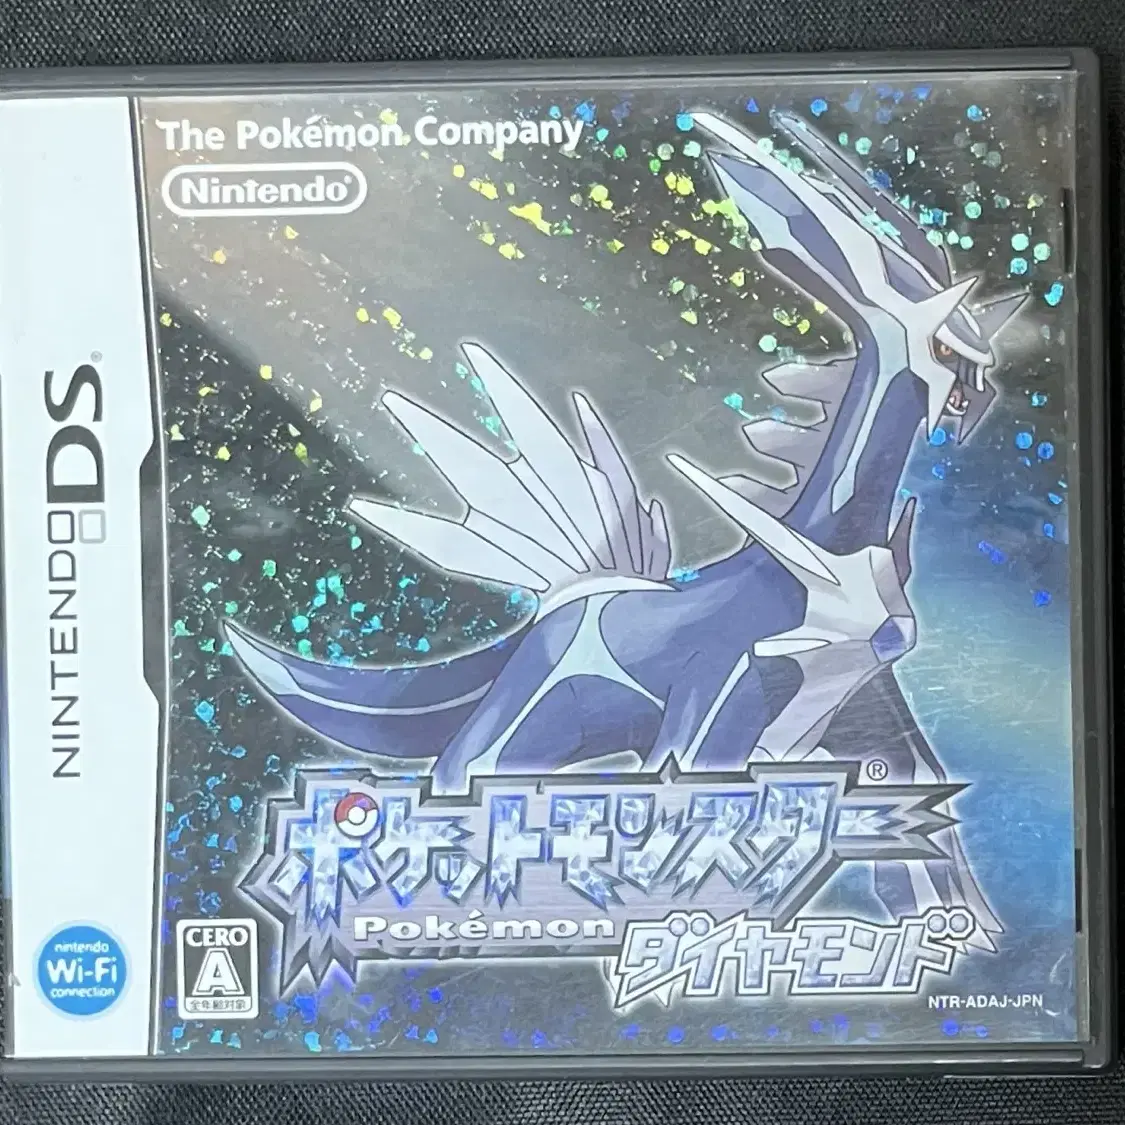 The Pokémon Company
Nintendo®
NINTENDO DS®
ポケットモンスター®
Pokémon ダイヤモンド
nintendo
Wi-Fi
connection
CERO
A
全年齢対象
NTR-ADAJ-JPN